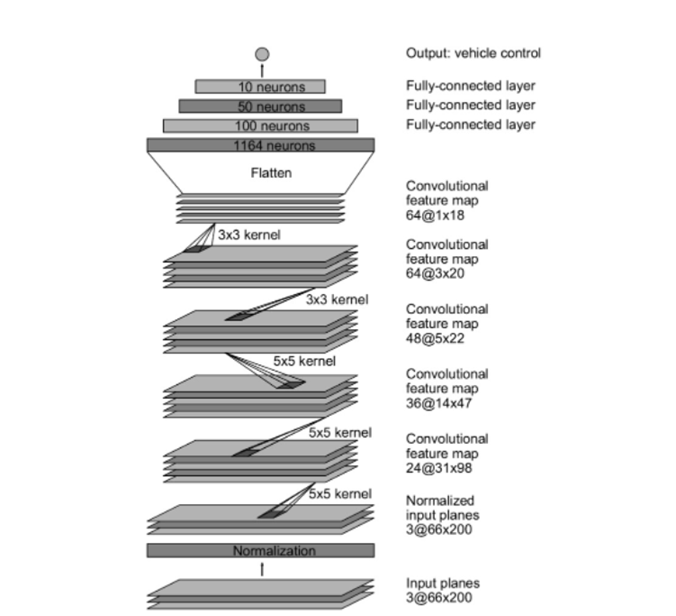 Output: vehicle control
10 neurons
Fully-connected layer
50 neurons
Fully-connected layer
100 neurons
Fully-connected layer
1164 neurons
Flatten
Convolutional
feature map
64@1x18
3x3 kernel
Convolutional
feature map
64@3x20
3x3 kernel
Convolutional
feature map
48@5x22
5x5 kernel
Convolutional
feature map
36@14x47
5x5 kernel
Convolutional
feature map
24@31x98
5x5 kernel
Normalized
input planes
3@66x200
Normalization
Input planes
3@66x200